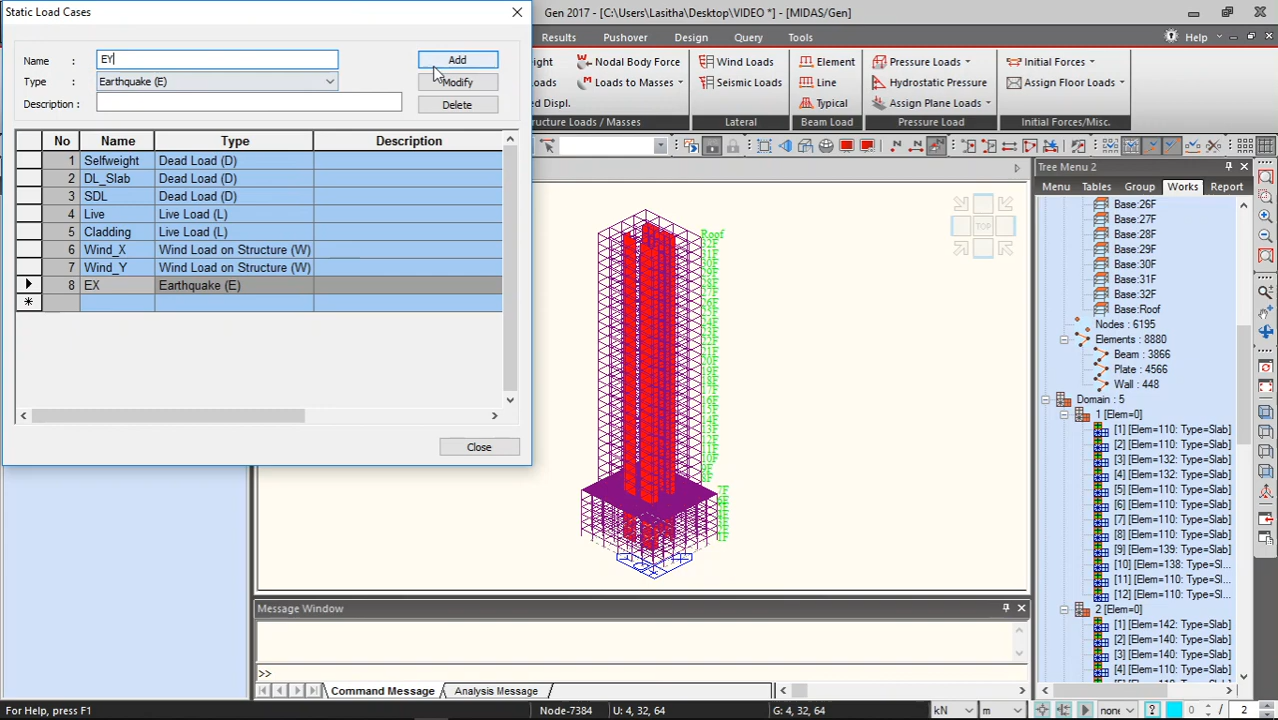 Static Load Cases
Gen 2017 - [C:\Users\Lasitha\Desktop\VIDEO *] - [MIDAS/Gen]
Results Pushover Design Query Tools Help
Name : EY Add
Type : Earthquake (E) Modify
Description : Delete
No Name Type Description
1 Selfweight Dead Load (D)
2 DL_Slab Dead Load (D)
3 SDL Dead Load (D)
4 Live Live Load (L)
5 Cladding Live Load (L)
6 Wind_X Wind Load on Structure (W)
7 Wind_Y Wind Load on Structure (W)
8 EX Earthquake (E)
Close
Nodal Body Force
Loads to Masses
Displ.
Structure Loads / Masses
Wind Loads
Seismic Loads
Lateral
Element
Line
Typical
Beam Load
Pressure Loads
Hydrostatic Pressure
Assign Plane Loads
Pressure Load
Initial Forces
Assign Floor Loads
Initial Forces/Misc.
TOP
Roof
Tree Menu 2
Menu Tables Group Works Report
Base:26F
Base:27F
Base:28F
Base:29F
Base:30F
Base:31F
Base:32F
Base:Roof
Nodes : 6195
Elements : 8880
Beam : 3866
Plate : 4566
Wall : 448
Domain : 5
1 [Elem=0]
[1] [Elem=110: Type=Slab]
[2] [Elem=110: Type=Slab]
[3] [Elem=132: Type=Slab]
[4] [Elem=110: Type=Slab]
[5] [Elem=110: Type=Slab]
[6] [Elem=110: Type=Slab]
[7] [Elem=110: Type=Slab]
[8] [Elem=110: Type=Slab]
[9] [Elem=139: Type=Slab]
[10] [Elem=138: Type=Sl...
[11] [Elem=110: Type=Sl...
[12] [Elem=110: Type=Sl...
2 [Elem=0]
[1] [Elem=142: Type=Slab]
[2] [Elem=140: Type=Slab]
[3] [Elem=140: Type=Slab]
[4] [Elem=110: Type=Slab]
Message Window
>>
Command Message Analysis Message
For Help, press F1 Node-7384 U: 4, 32, 64 G: 4, 32, 64 kN m none 0 / 2